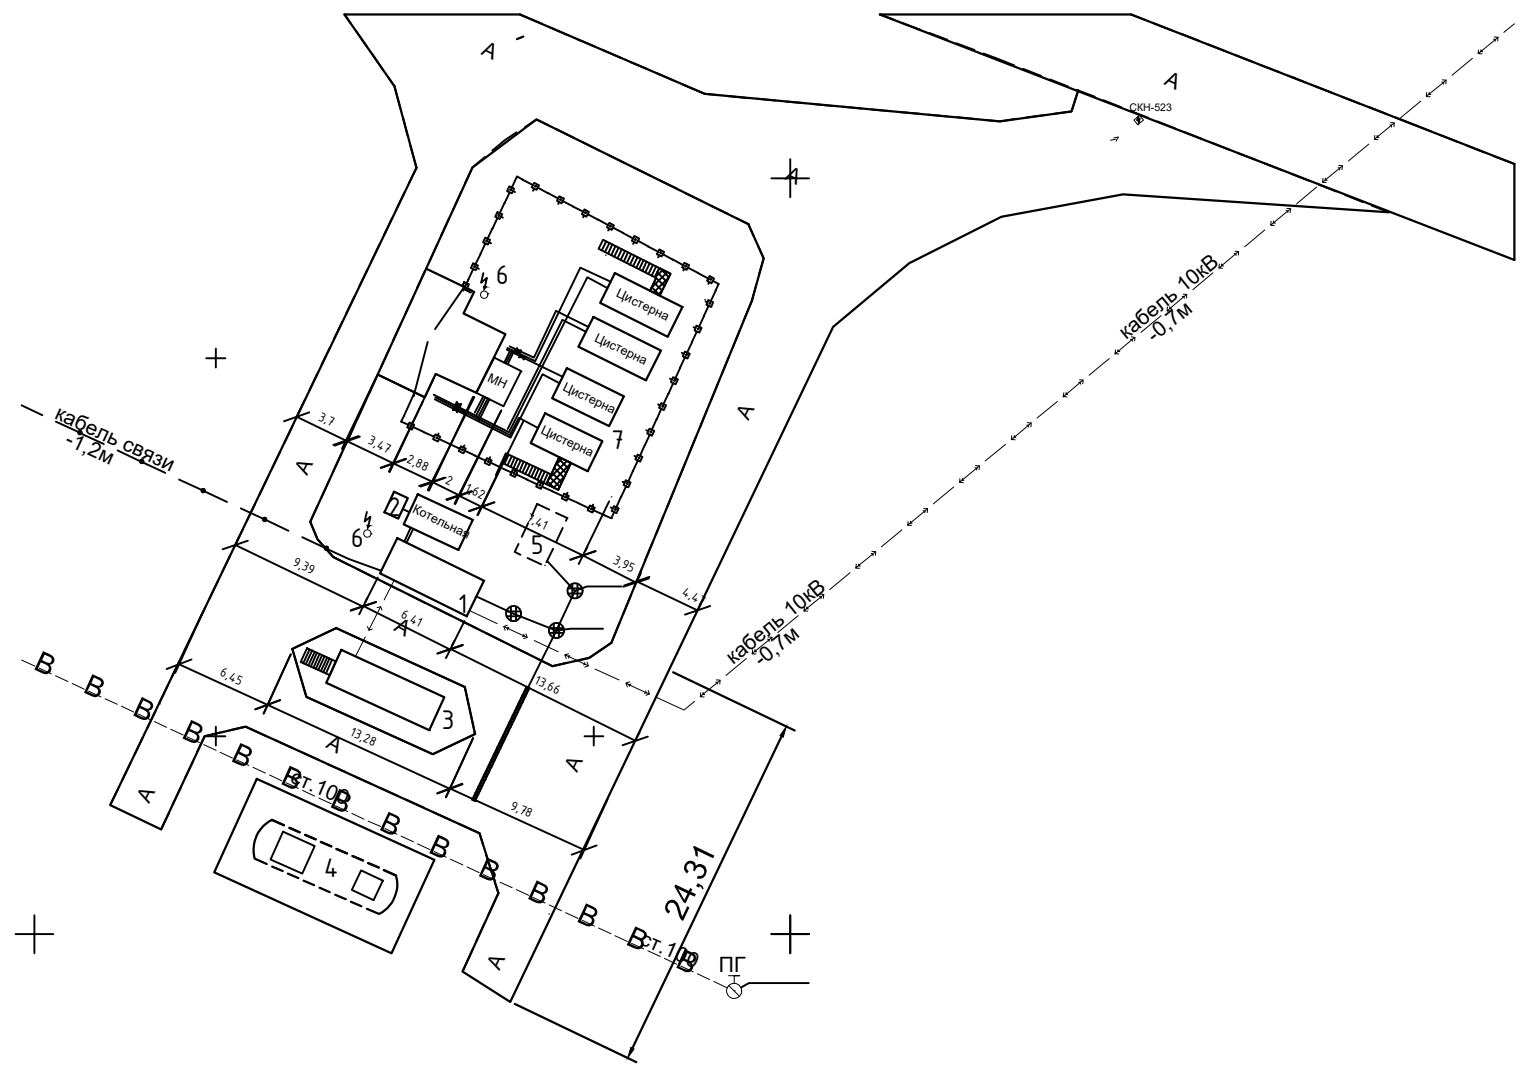 А
А
СКН-523
А
кабель 10кВ
-0,7м
6
Цистерна
Цистерна
МН
Цистерна
Цистерна
7
А
кабель связи
-1,2м
3,7
3,47
2,88
2
1,62
А
2
Котельная
6
5
3,95
9,39
1
6,41
А
4,47
кабель 10кВ
-0,7м
В
В
В
В
В
В
В
В
В
В
В
В
В
В
6,45
13,66
3
13,28
А
А
А
ст.100
9,78
4
24,31
ст.100
А
ПГ